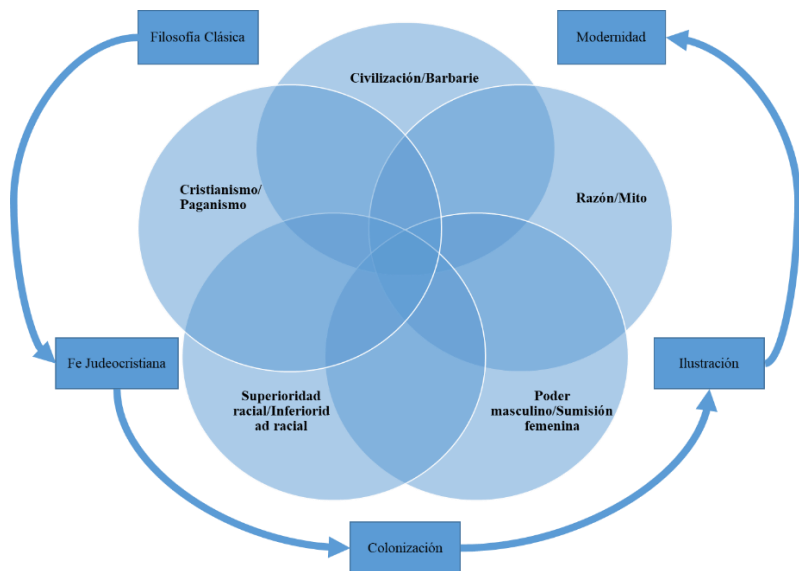 Filosofía Clásica
Modernidad
Civilización/Barbarie
Cristianismo/
Paganismo
Razón/Mito
Fe Judeocristiana
Ilustración
Superioridad
racial/Inferiorid
ad racial
Poder
masculino/Sumisión
femenina
Colonización